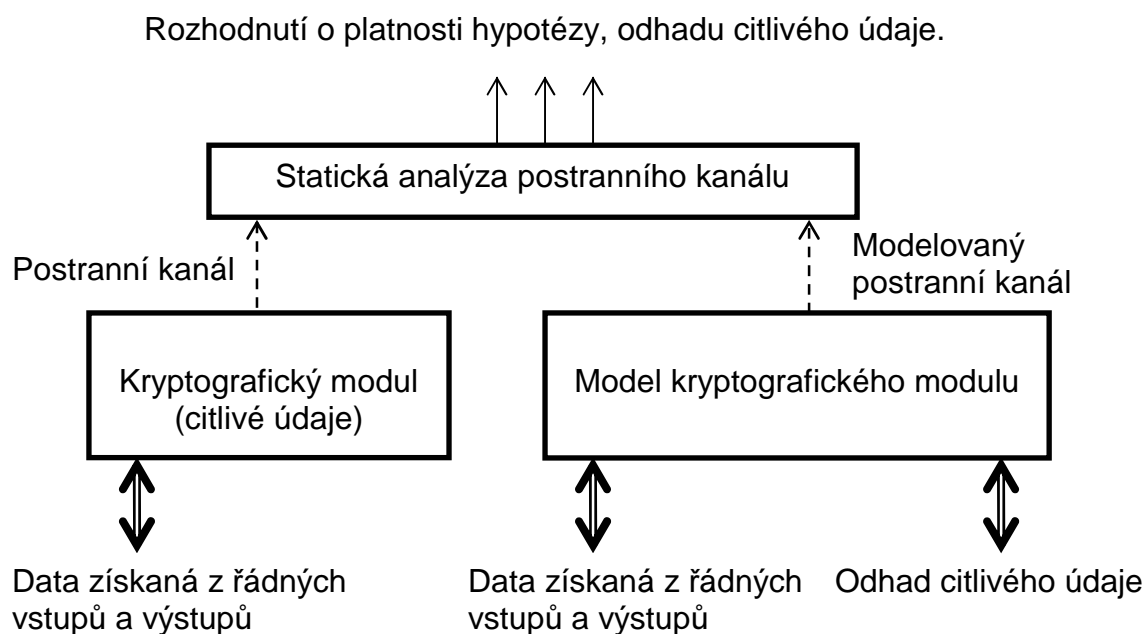 Rozhodnutí o platnosti hypotézy, odhadu citlivého údaje.
Statická analýza postranního kanálu
Postranní kanál
Modelovaný
postranní kanál
Kryptografický modul
(citlivé údaje)
Model kryptografického modulu
Data získaná z řádných
vstupů a výstupů
Data získaná z řádných
vstupů a výstupů
Odhad citlivého údaje